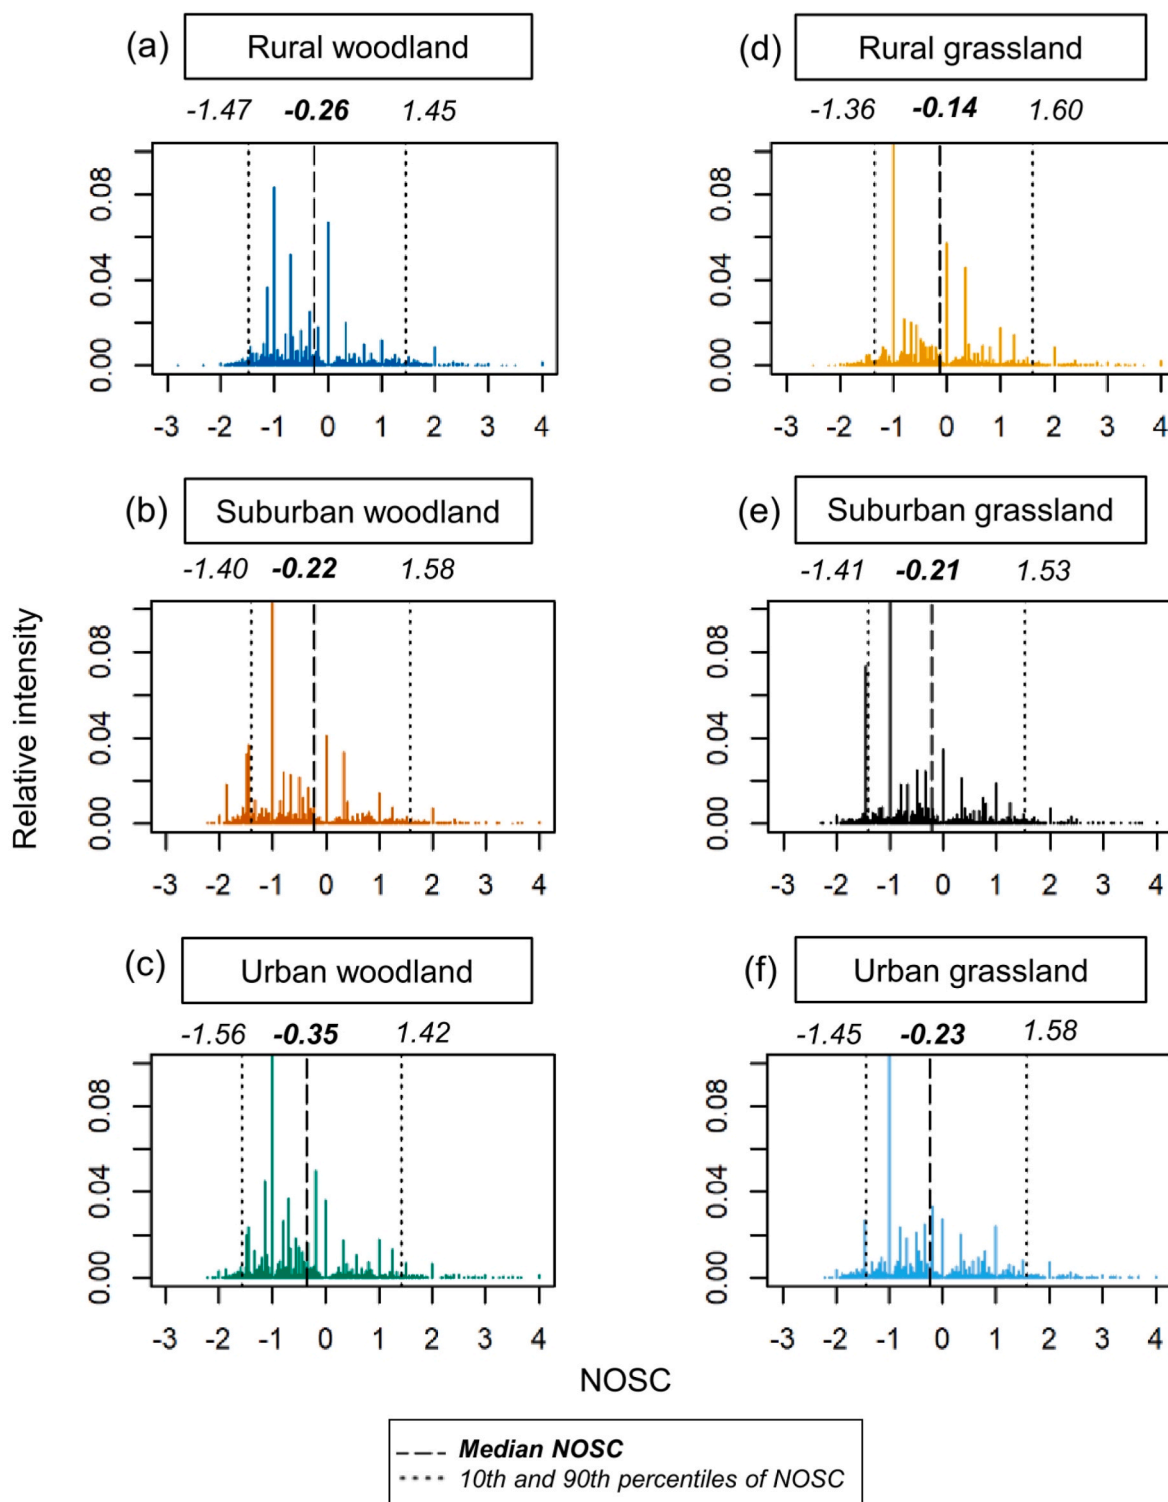 (a) Rural woodland
-1.47 -0.26 1.45
0.08
0.04
0.00
-3 -2 -1 0 1 2 3 4
(d) Rural grassland
-1.36 -0.14 1.60
0.08
0.04
0.00
-3 -2 -1 0 1 2 3 4
(b) Suburban woodland
-1.40 -0.22 1.58
0.08
0.04
0.00
-3 -2 -1 0 1 2 3 4
(e) Suburban grassland
-1.41 -0.21 1.53
0.08
0.04
0.00
-3 -2 -1 0 1 2 3 4
Relative intensity
(c) Urban woodland
-1.56 -0.35 1.42
0.08
0.04
0.00
-3 -2 -1 0 1 2 3 4
(f) Urban grassland
-1.45 -0.23 1.58
0.08
0.04
0.00
-3 -2 -1 0 1 2 3 4
NOSC
Median NOSC
10th and 90th percentiles of NOSC